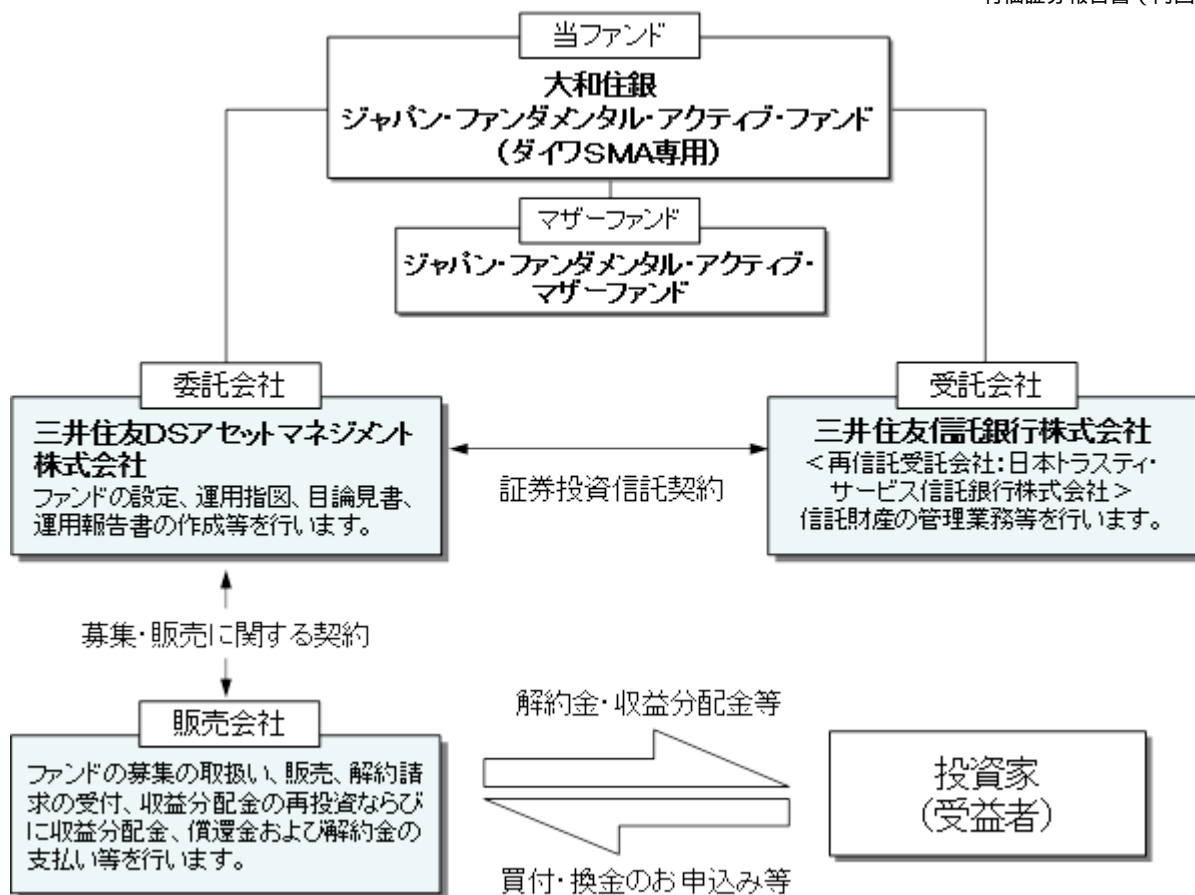 当ファンド
大和住銀
ジャパン・ファンダメンタル・アクティブ・ファンド
（ダイワSMA専用）
マザーファンド
ジャパン・ファンダメンタル・アクティブ・
マザーファンド
委託会社
三井住友DSアセットマネジメント
株式会社
ファンドの設定、運用指図、目論見書、
運用報告書の作成等を行います。
証券投資信託契約
受託会社
三井住友信託銀行株式会社
＜再信託受託会社：日本トラスティ・
サービス信託銀行株式会社＞
信託財産の管理業務等を行います。
募集・販売に関する契約
販売会社
ファンドの募集の取扱い、販売、解約請
求の受付、収益分配金の再投資ならび
に収益分配金、償還金および解約金の
支払い等を行います。
解約金・収益分配金等
買付・換金のお申込み等
投資家
（受益者）